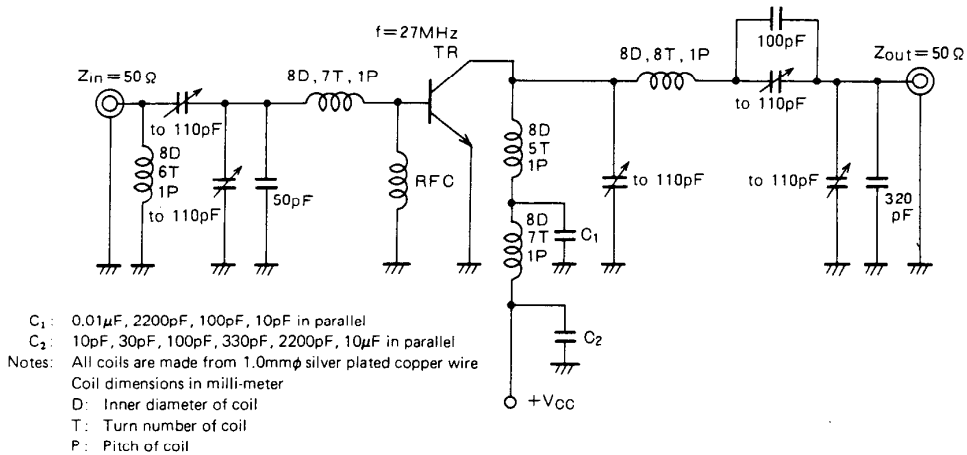 f=27MHz
TR
Zin=50Ω
8D, 7T, 1P
to 110pF
8D
6T
1P
to 110pF
50pF
RFC
8D
5T
1P
8D
7T
1P
C1
C2
+VCC
8D, 8T, 1P
100pF
to 110pF
Zout=50Ω
to 110pF
to 110pF
320
pF
C1: 0.01μF, 2200pF, 100pF, 10pF in parallel
C2: 10pF, 30pF, 100pF, 330pF, 2200pF, 10μF in parallel
Notes: All coils are made from 1.0mmφ silver plated copper wire
Coil dimensions in milli-meter
D: Inner diameter of coil
T: Turn number of coil
P: Pitch of coil